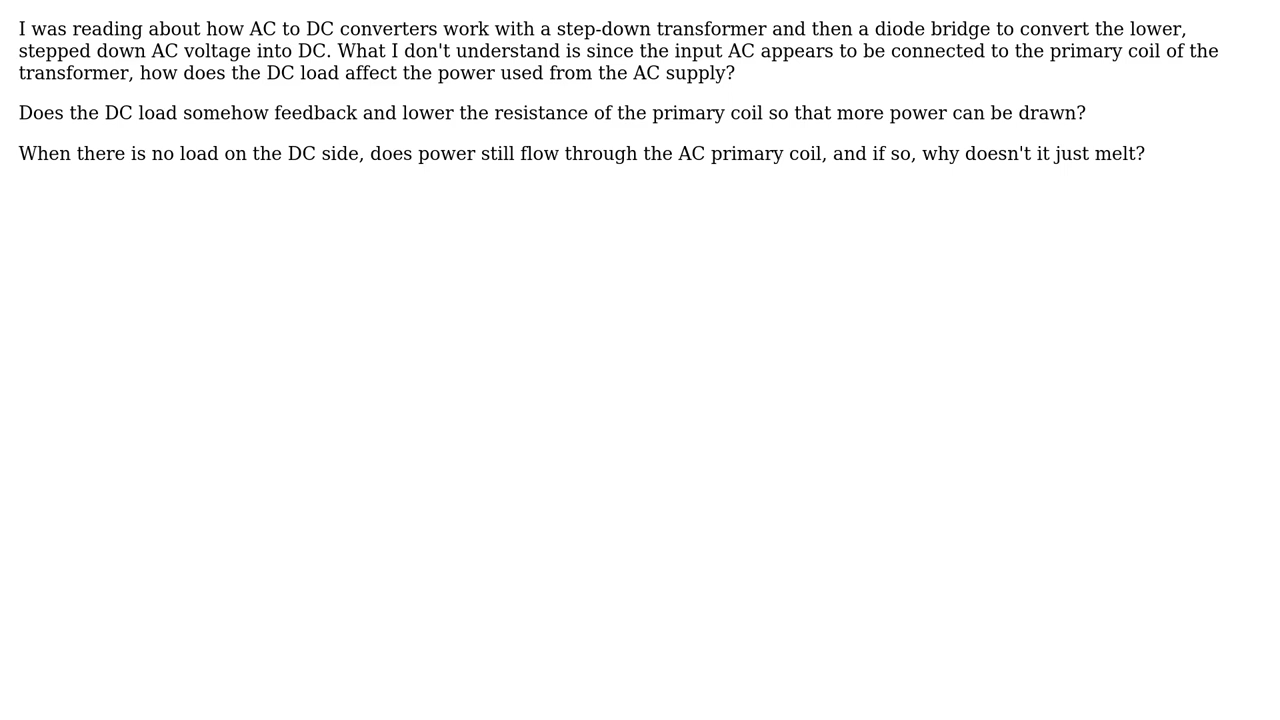 I was reading about how AC to DC converters work with a step-down transformer and then a diode bridge to convert the lower,
stepped down AC voltage into DC. What I don't understand is since the input AC appears to be connected to the primary coil of the
transformer, how does the DC load affect the power used from the AC supply?
Does the DC load somehow feedback and lower the resistance of the primary coil so that more power can be drawn?
When there is no load on the DC side, does power still flow through the AC primary coil, and if so, why doesn't it just melt?